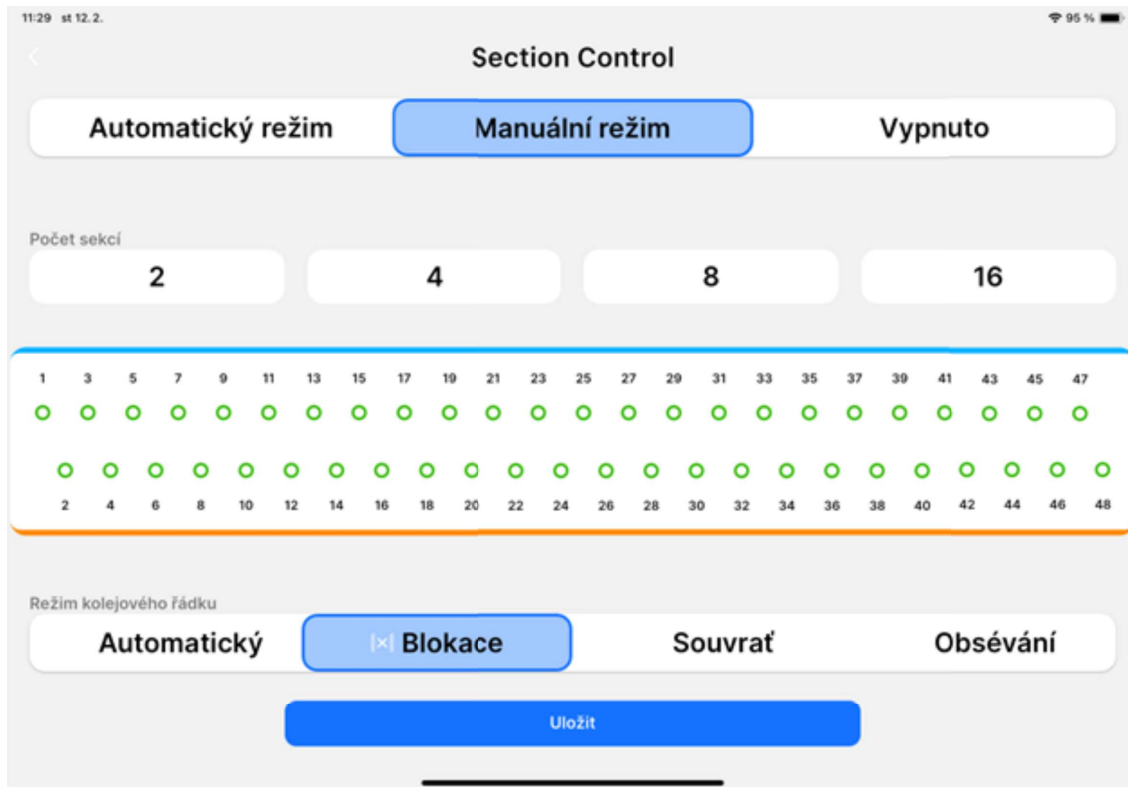 11:29 st 12. 2. 95 %
Section Control
Automatický režim Manuální režim Vypnuto
Počet sekcí
2 4 8 16
1 3 5 7 9 11 13 15 17 19 21 23 25 27 29 31 33 35 37 39 41 43 45 47
2 4 6 8 10 12 14 16 18 20 22 24 26 28 30 32 34 36 38 40 42 44 46 48
Režim kolejového řádku
Automatický |×| Blokace Souvrať Obsévání
Uložit